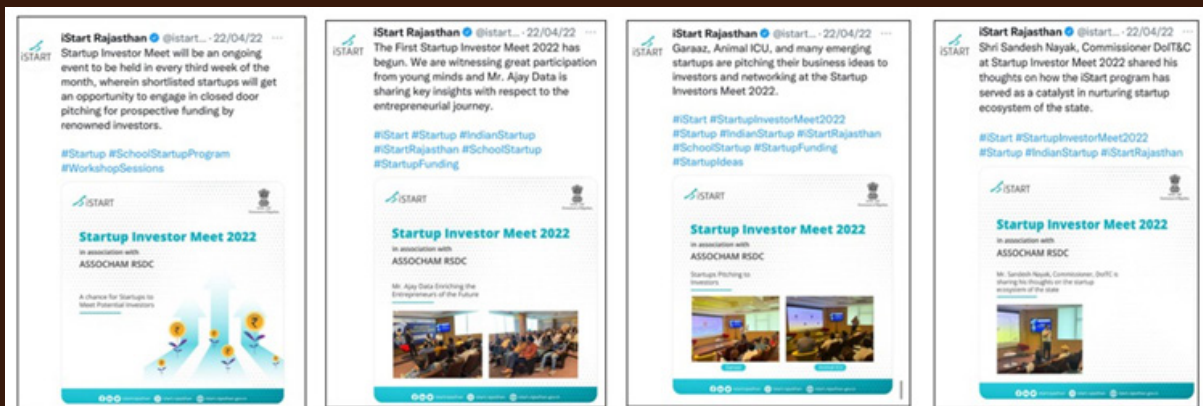 iSTART
iStart Rajasthan @istart... · 22/04/22 ...
Startup Investor Meet will be an ongoing
event to be held in every third week of the
month, wherein shortlisted startups will get
an opportunity to engage in closed door
pitching for prospective funding by
renowned investors.
#Startup #SchoolStartupProgram
#WorkshopSessions
iSTART
Startup Investor Meet 2022
in association with
ASSOCHAM RSDC
A chance for Startups to
Meet Potential Investors
iSTART
iStart Rajasthan @istart... · 22/04/22 ...
The First Startup Investor Meet 2022 has
begun. We are witnessing great participation
from young minds and Mr. Ajay Data is
sharing key insights with respect to the
entrepreneurial journey.
#iStart #Startup #IndianStartup
#iStartRajasthan #SchoolStartup
#StartupFunding
iSTART
Startup Investor Meet 2022
in association with
ASSOCHAM RSDC
Mr. Ajay Data Enriching the
Entrepreneurs of the Future
iSTART
iStart Rajasthan @istart... · 22/04/22 ...
Garaaz, Animal ICU, and many emerging
startups are pitching their business ideas to
investors and networking at the Startup
Investors Meet 2022.
#iStart #StartupInvestorMeet2022
#Startup #IndianStartup #iStartRajasthan
#SchoolStartup #StartupFunding
#StartupIdeas
iSTART
Startup Investor Meet 2022
in association with
ASSOCHAM RSDC
Startups Pitching to
Investors
iSTART
iStart Rajasthan @istart... · 22/04/22 ...
Shri Sandesh Nayak, Commissioner DoIT&C
at Startup Investor Meet 2022 shared his
thoughts on how the iStart program has
served as a catalyst in nurturing startup
ecosystem of the state.
#iStart #StartupInvestorMeet2022
#Startup #IndianStartup #iStartRajasthan
iSTART
Startup Investor Meet 2022
in association with
ASSOCHAM RSDC
Mr. Sandesh Nayak, Commissioner, DoITC is
sharing his thoughts on the startup
ecosystem of the state